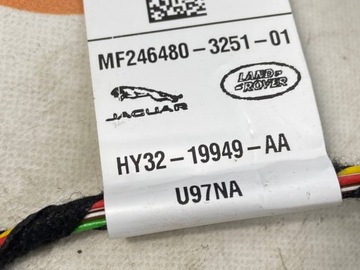 MF246480-3251-01
JAGUAR
LAND-
ROVER
HY32-19949-AA
U97NA